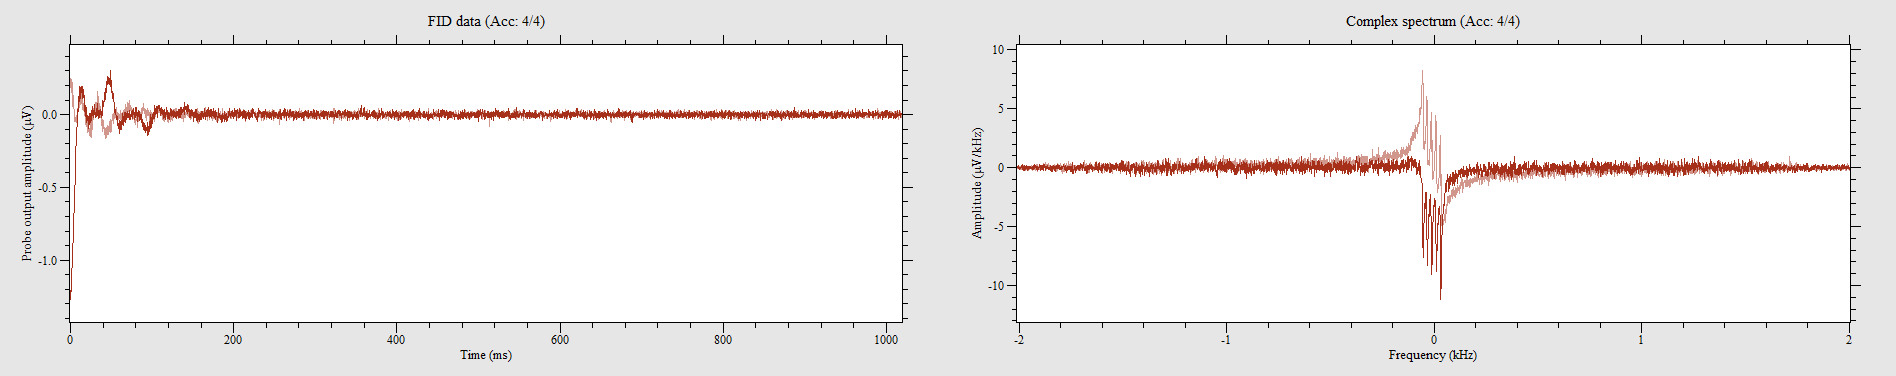 FID data (Acc: 4/4)
Probe output amplitude (μV)
0.0
-0.5
-1.0
0 200 400 600 800 1000
Time (ms)
Complex spectrum (Acc: 4/4)
Amplitude (μV/kHz)
10
5
0
-5
-10
-2 -1 0 1 2
Frequency (kHz)